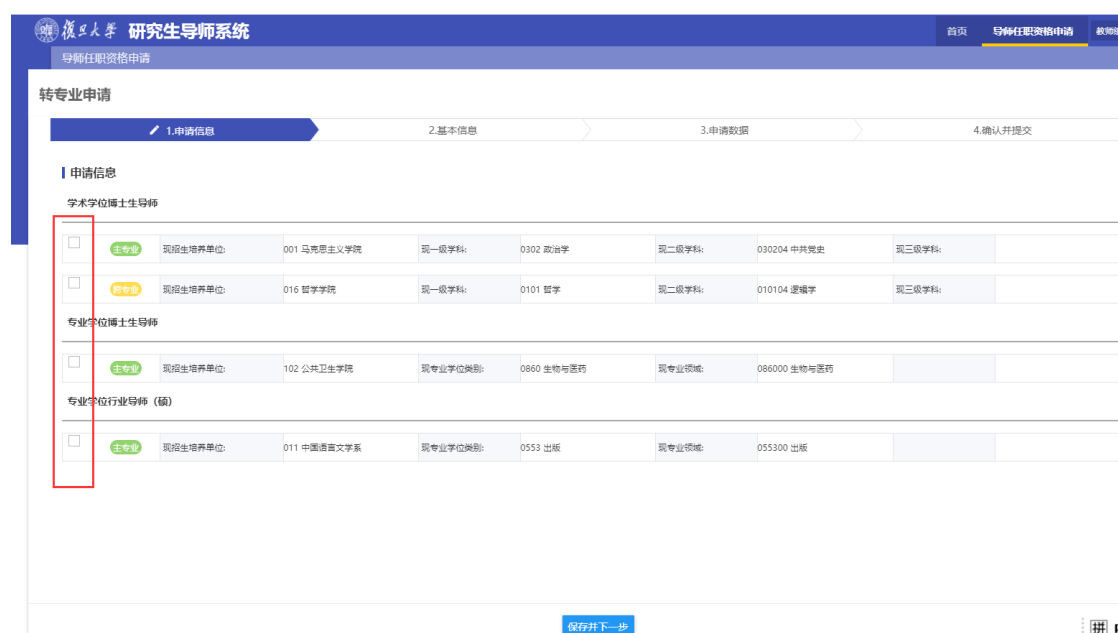 復旦大学 研究生导师系统 首页 导师任职资格申请
导师任职资格申请
转专业申请
1.申请信息 2.基本信息 3.申请数据 4.确认并提交
申请信息
学术学位博士生导师
主专业 现招生培养单位: 001 马克思主义学院 现一级学科: 0302 政治学 现二级学科: 030204 中共党史 现三级学科:
跨专业 现招生培养单位: 016 哲学学院 现一级学科: 0101 哲学 现二级学科: 010104 逻辑学 现三级学科:
专业学位博士生导师
主专业 现招生培养单位: 102 公共卫生学院 现专业学位类别: 0860 生物与医药 现专业领域: 086000 生物与医药
专业学位行业导师（硕）
主专业 现招生培养单位: 011 中国语言文学系 现专业学位类别: 0553 出版 现专业领域: 055300 出版
保存并下一步 拼